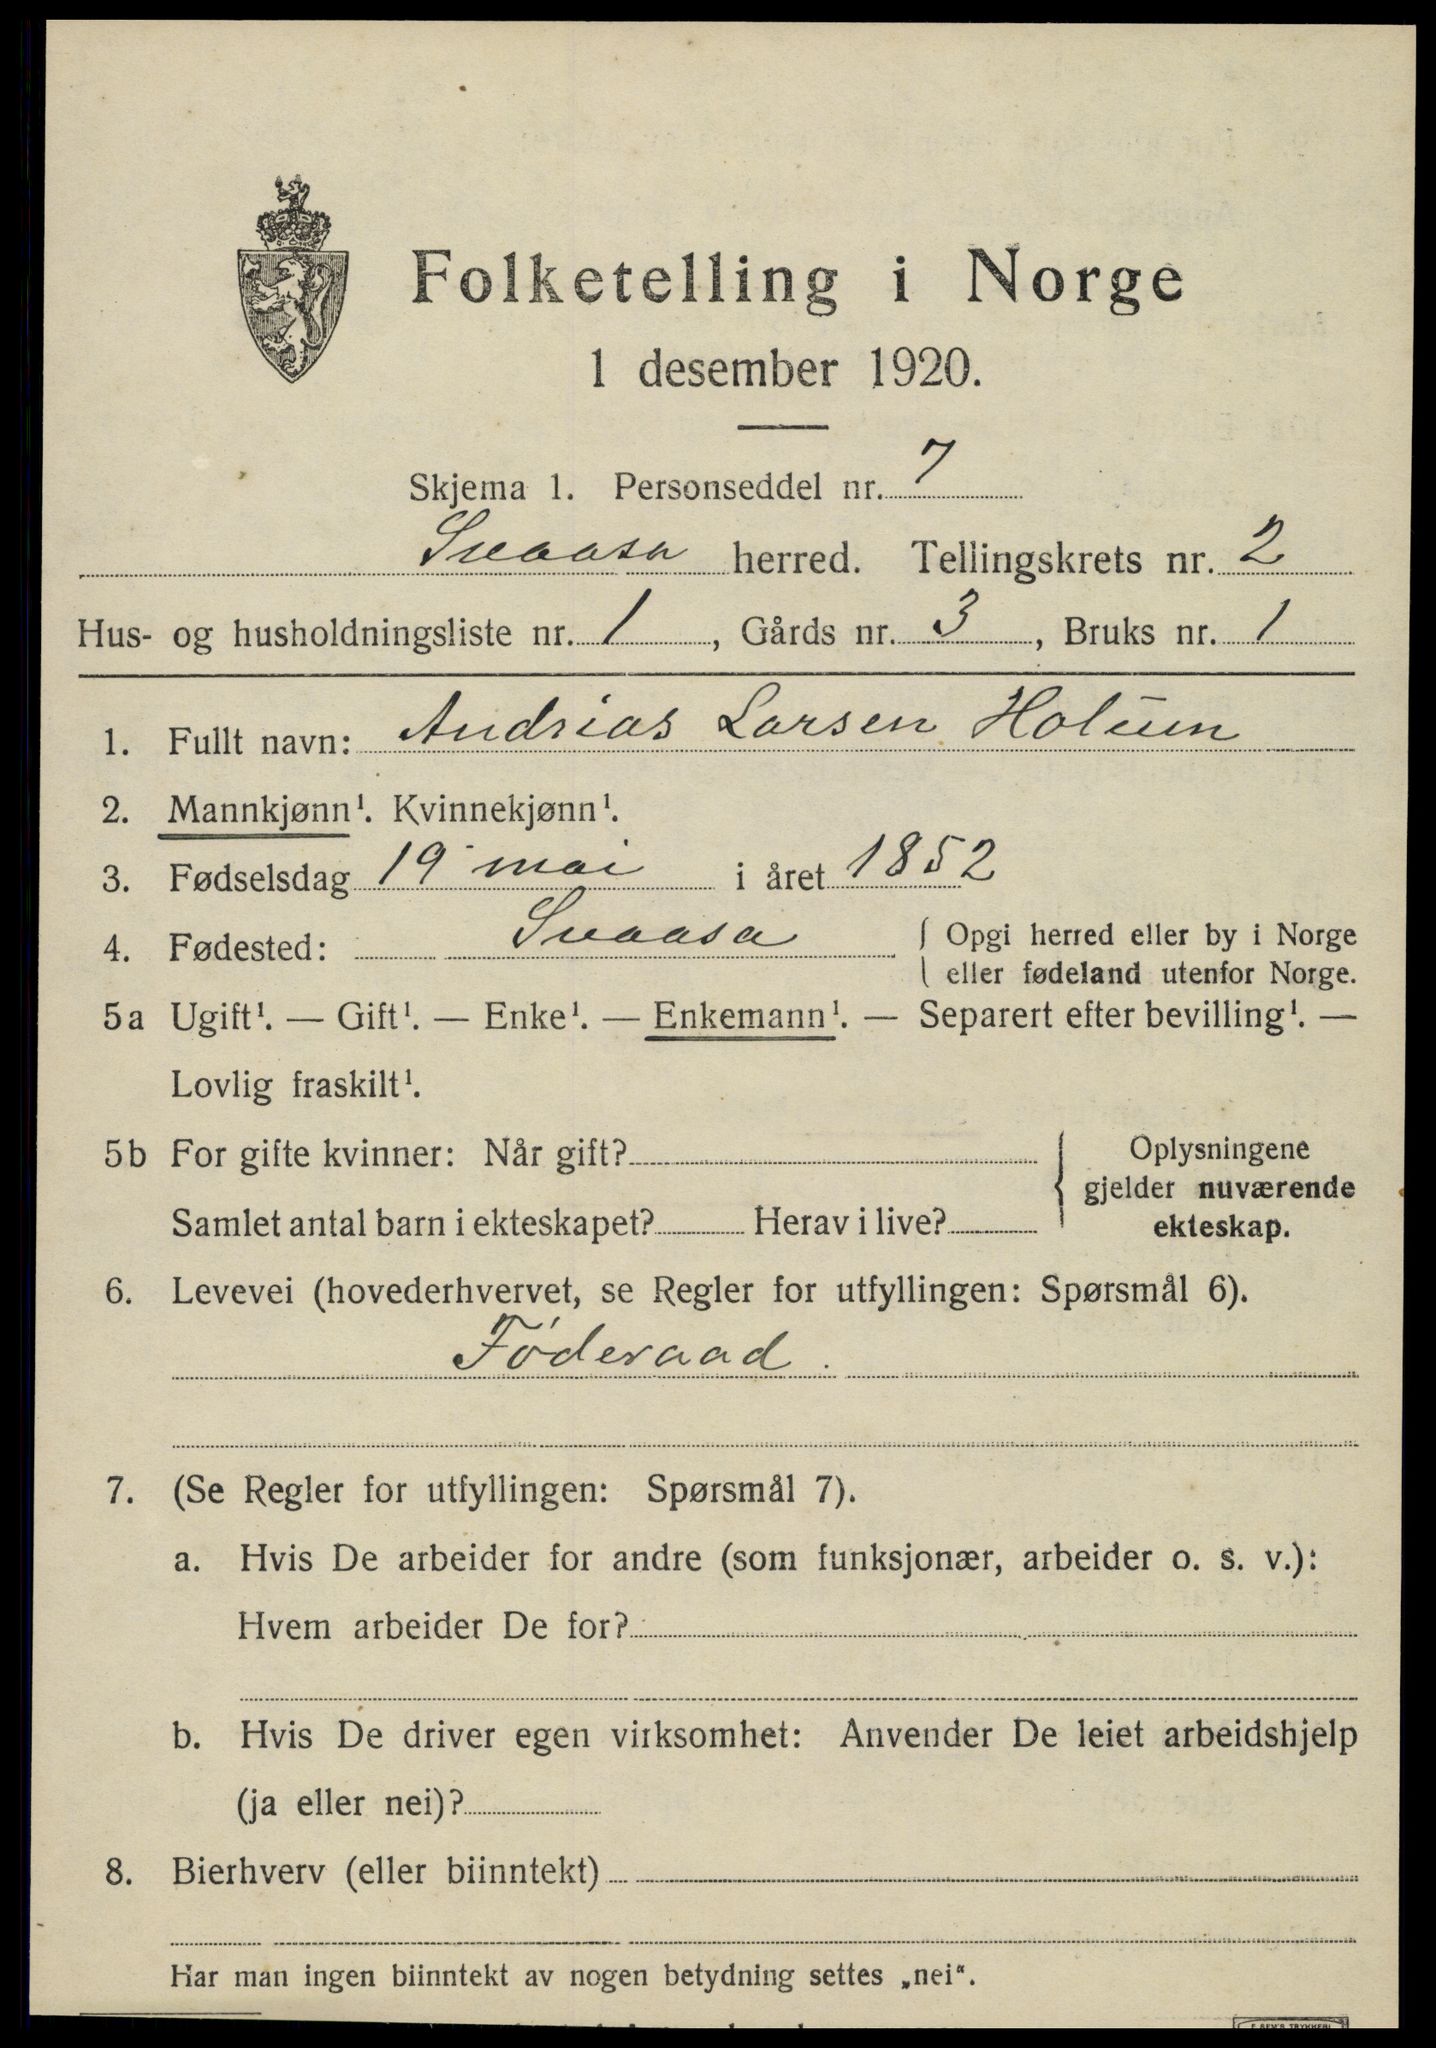 Folketelling i Norge
1 desember 1920.
Skjema 1. Personseddel nr. 7
Snaasa herred. Tellingskrets nr. 2
Hus- og husholdningsliste nr. 1, Gårds nr. 3, Bruks nr. 1
1. Fullt navn: Andrias Larsen Holum
2. Mannkjønn¹. Kvinnekjønn¹.
3. Fødselsdag 19 mai i året 1852
4. Fødested: Snaasa { Opgi herred eller by i Norge
eller fødeland utenfor Norge.
5a Ugift¹. — Gift¹. — Enke¹. — Enkemann¹. — Separert efter bevilling¹. —
Lovlig fraskilt¹.
5b For gifte kvinner: Når gift?
Samlet antal barn i ekteskapet? Herav i live?
{ Oplysningene
gjelder nuværende
ekteskap.
6. Levevei (hovederhvervet, se Regler for utfyllingen: Spørsmål 6).
Føderaad.
7. (Se Regler for utfyllingen: Spørsmål 7).
a. Hvis De arbeider for andre (som funksjonær, arbeider o. s. v.):
Hvem arbeider De for?
b. Hvis De driver egen virksomhet: Anvender De leiet arbeidshjelp
(ja eller nei)?
8. Bierhverv (eller biinntekt)
Har man ingen biinntekt av nogen betydning settes „nei“.